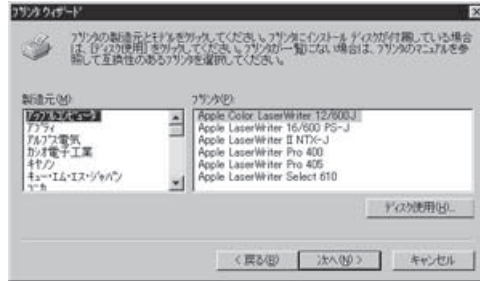 プリンタ ウィザード
プリンタの製造元とモデルをクリックしてください。プリンタにインストール ディスクが付属している場合
は、[ディスク使用] をクリックしてください。プリンタが一覧にない場合は、プリンタのマニュアルを参
照して互換性のあるプリンタを選択してください。
製造元(M):
アップルコンピュータ
アプティ
アルプス電気
カシオ電子工業
キヤノン
キュー・エム・エス・ジャパン
コニカ
プリンタ(P):
Apple Color LaserWriter 12/600J
Apple LaserWriter 16/600 PS-J
Apple LaserWriter II NTX-J
Apple LaserWriter Pro 400
Apple LaserWriter Pro 405
Apple LaserWriter Select 610
ディスク使用(H)...
< 戻る(B)
次へ(N) >
キャンセル